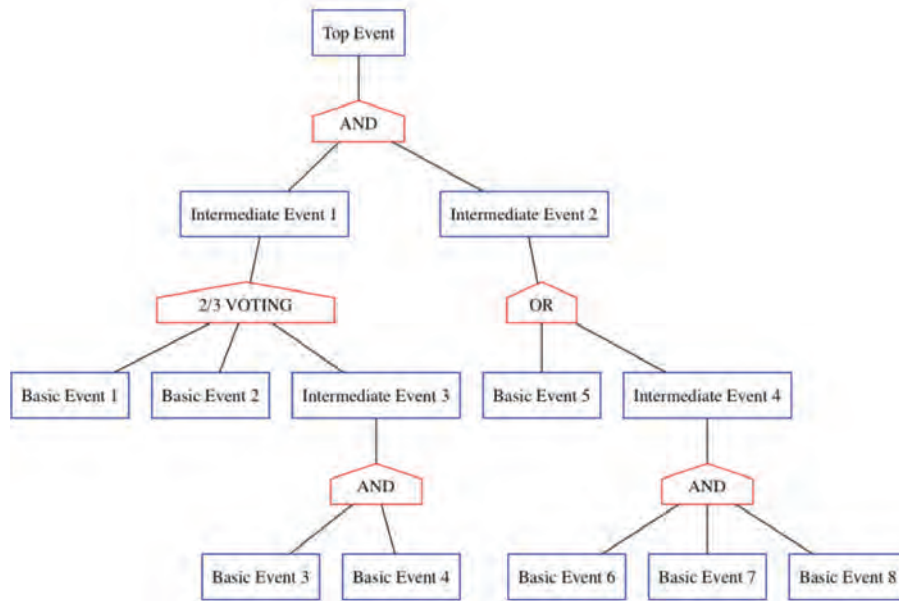 Top Event
AND
Intermediate Event 1
Intermediate Event 2
2/3 VOTING
OR
Basic Event 1
Basic Event 2
Intermediate Event 3
Basic Event 5
Intermediate Event 4
AND
AND
Basic Event 3
Basic Event 4
Basic Event 6
Basic Event 7
Basic Event 8